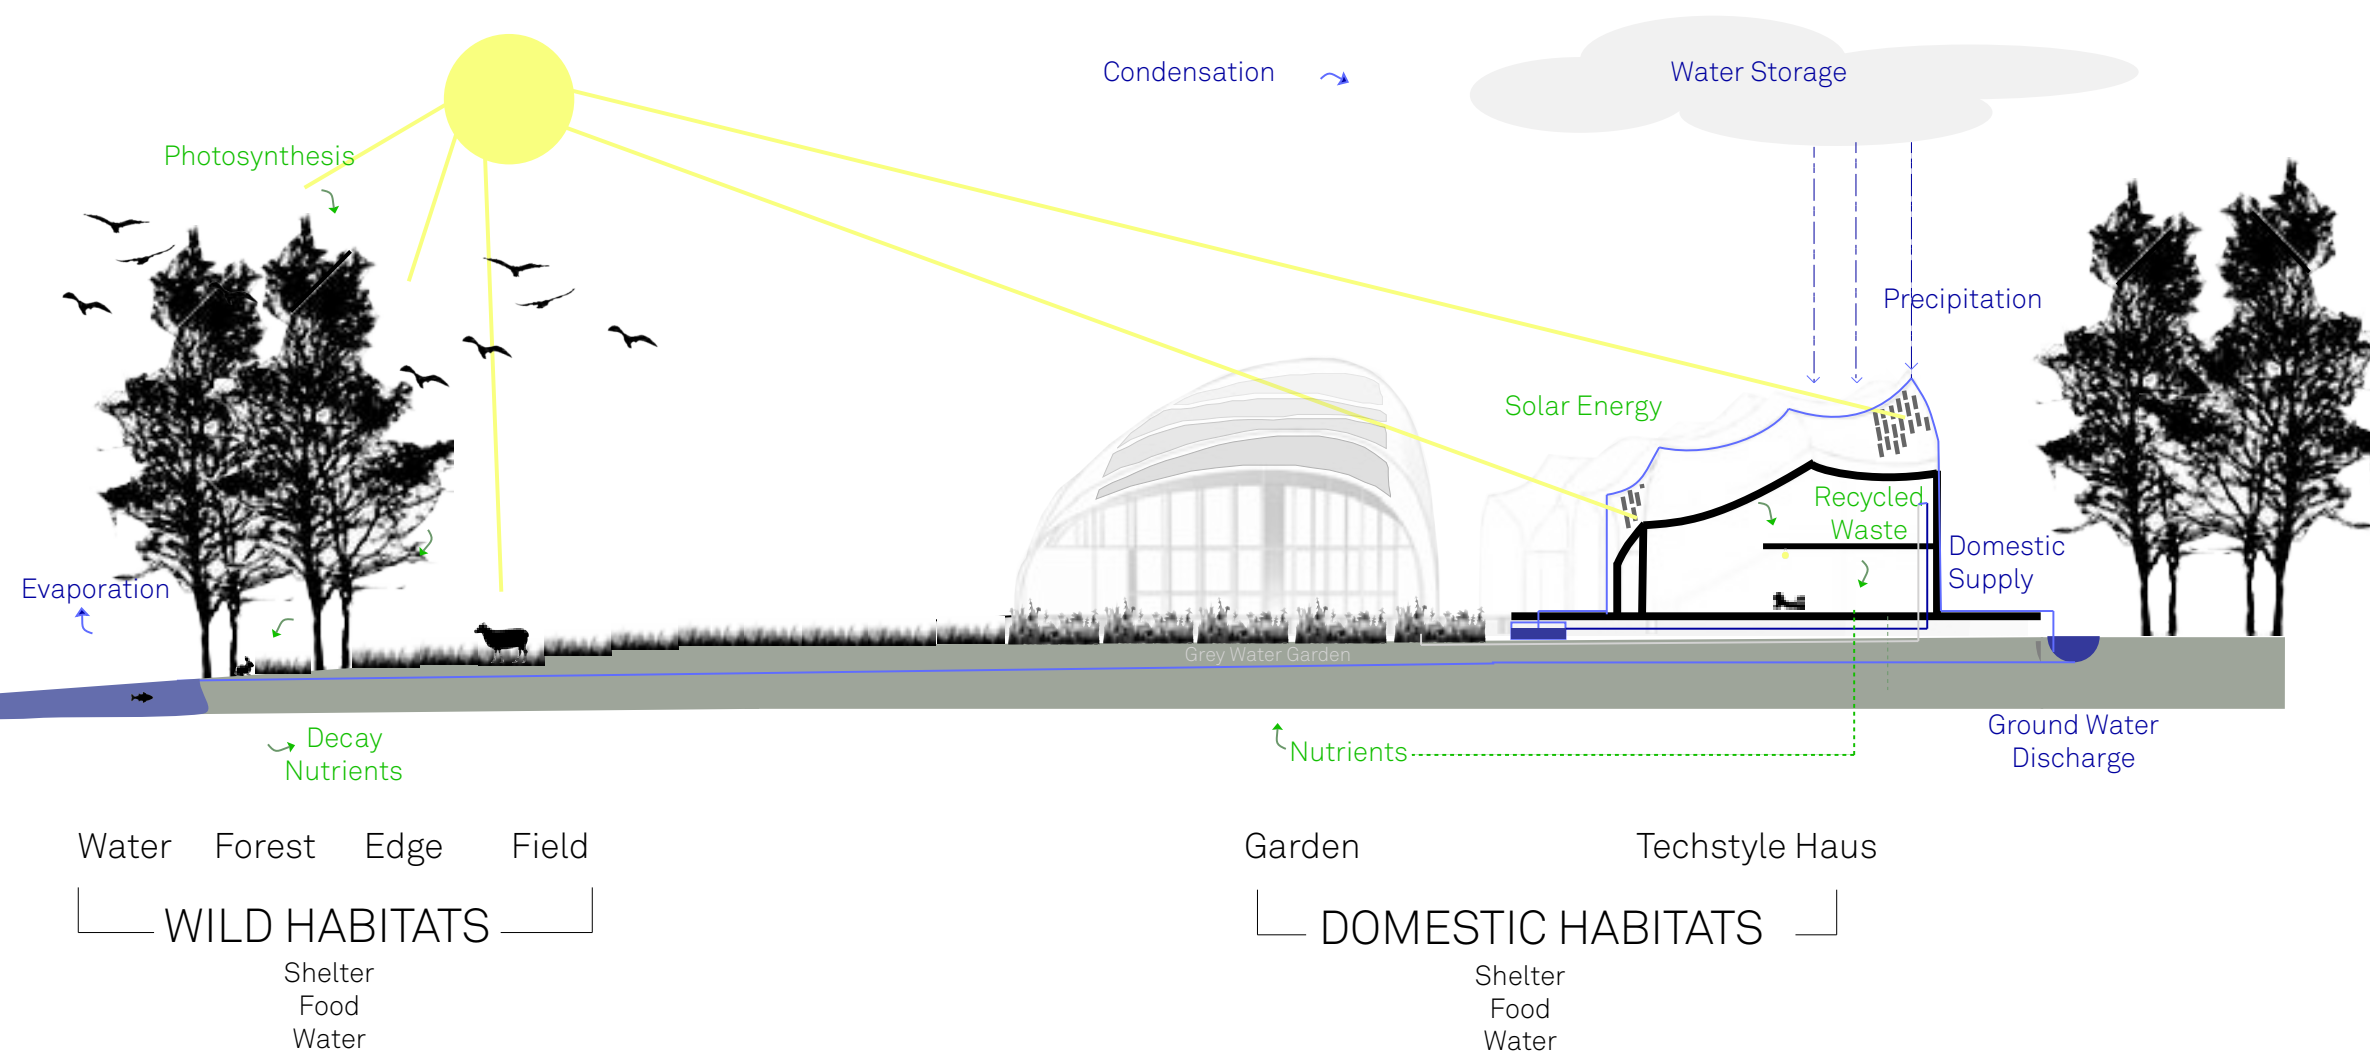 Condensation
Water Storage
Photosynthesis
Precipitation
Solar Energy
Recycled
Waste
Domestic
Supply
Evaporation
Grey Water Garden
Decay
Nutrients
Nutrients
Ground Water
Discharge
Water Forest Edge Field
Garden Techstyle Haus
WILD HABITATS
Shelter
Food
Water
DOMESTIC HABITATS
Shelter
Food
Water